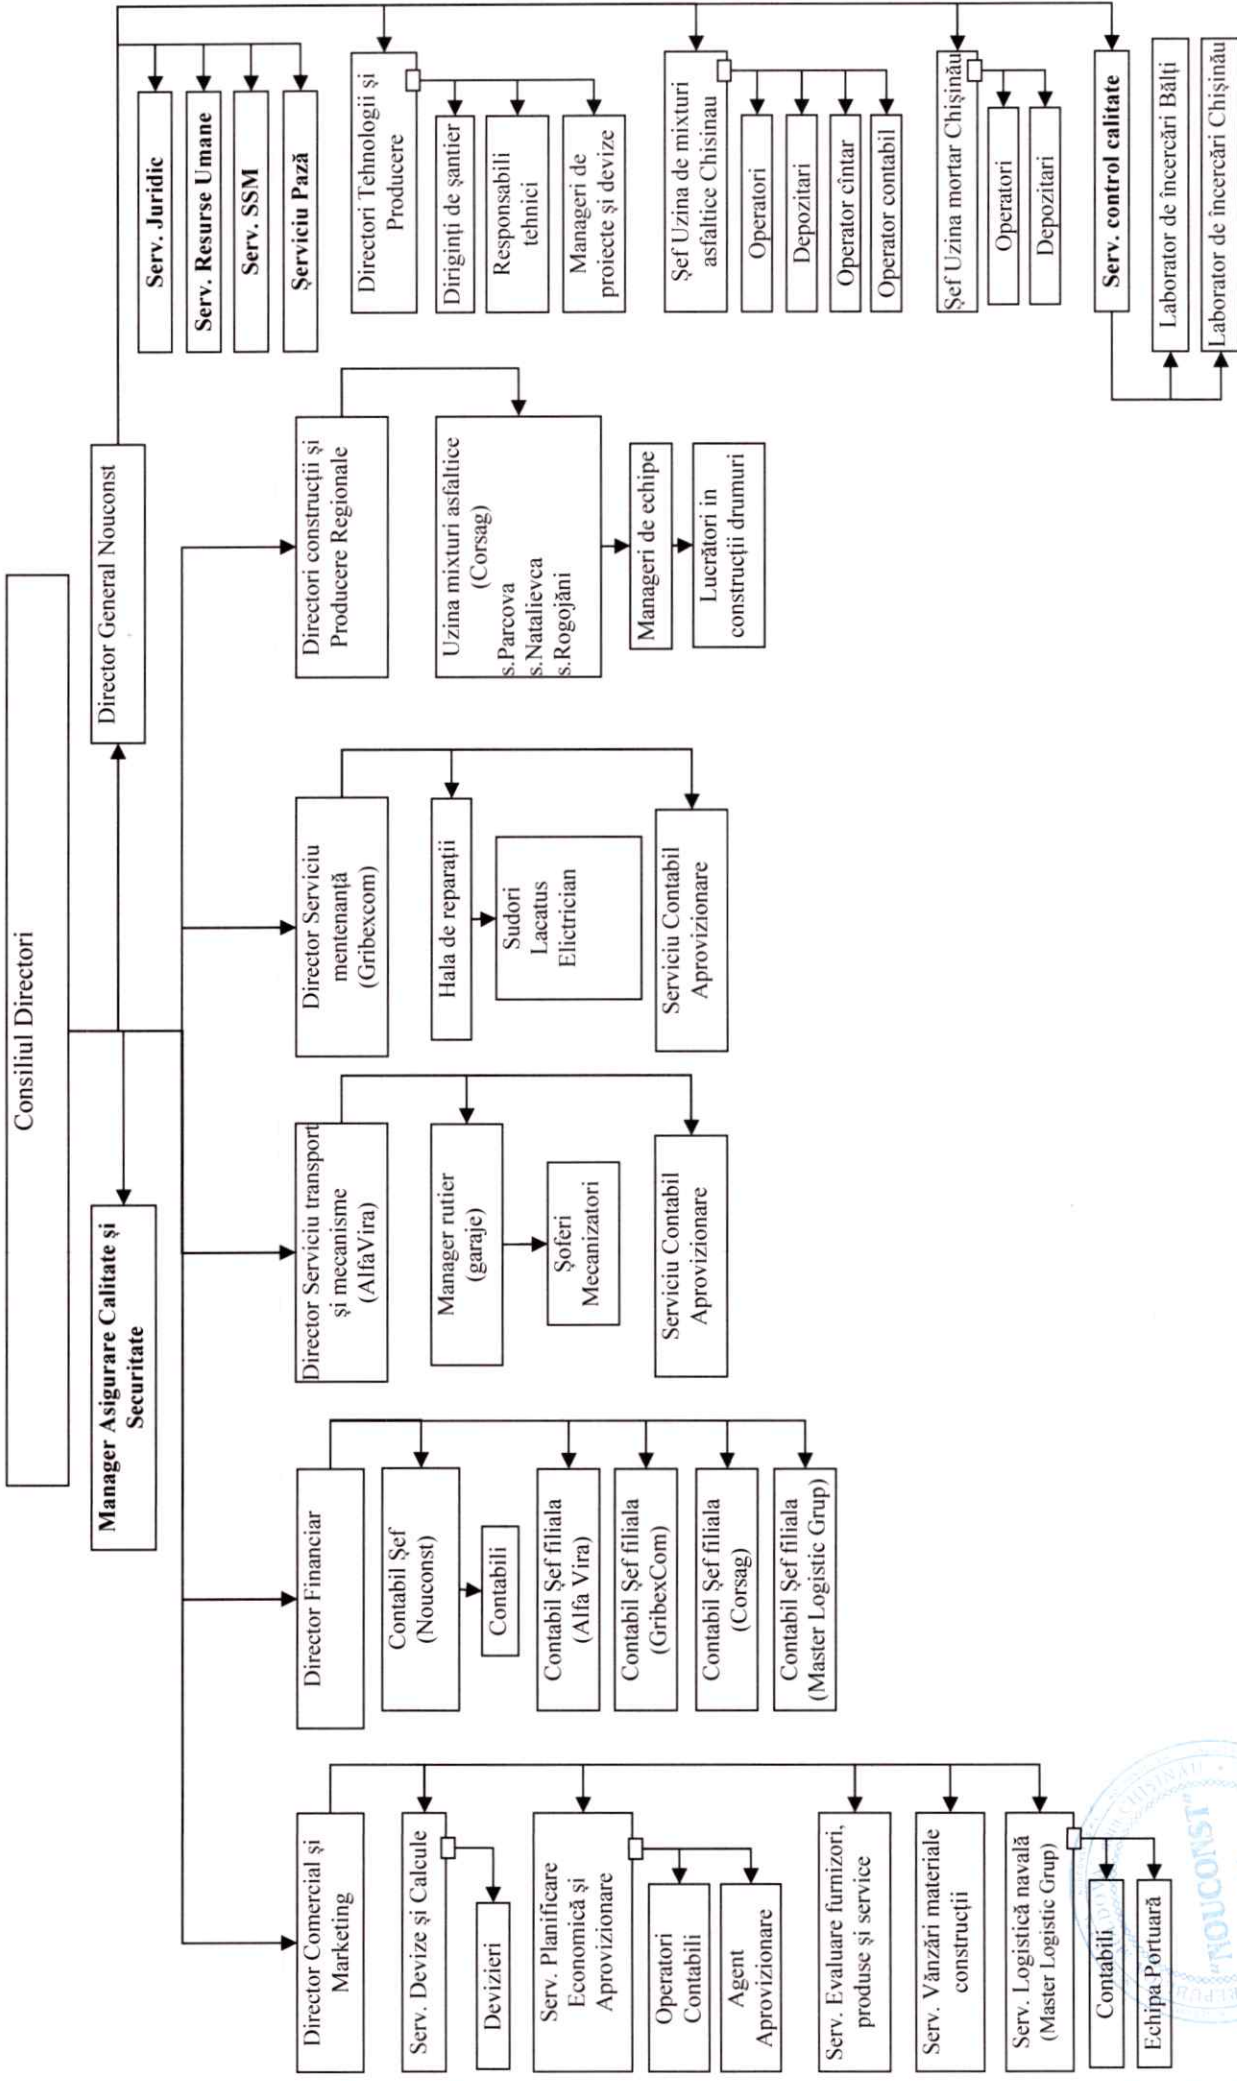 Consiliul Directori
Manager Asigurare Calitate și
Securitate
Director General Nouconst
Director Comercial și
Marketing
Serv. Devize și Calcule
Devizieri
Serv. Planificare
Economică și
Aprovizionare
Operatori
Contabili
Agent
Aprovizionare
Serv. Evaluare furnizori,
produse și service
Serv. Vănzări materiale
construcții
Serv. Logistică navală
(Master Logistic Grup)
Contabili
Echipa Portuară
Director Financiar
Contabil Șef
(Nouconst)
Contabili
Contabil Șef filiala
(Alfa Vira)
Contabil Șef filiala
(GribexCom)
Contabil Șef filiala
(Corsag)
Contabil Șef filiala
(Master Logistic Grup)
Director Serviciu transport
și mecanisme
(AlfaVira)
Manager rutier
(garaje)
Șoferi
Mecanizatori
Serviciu Contabil
Aprovizionare
Director Serviciu
mentenanță
(Gribexcom)
Hala de reparații
Sudori
Lacatus
Elictrician
Serviciu Contabil
Aprovizionare
Directori construcții și
Producere Regionale
Uzina mixturi asfaltice
(Corsag)
s.Parcova
s.Natalievca
s.Rogojăni
Manageri de echipe
Lucrători in
construcții drumuri
Serv. Juridic
Serv. Resurse Umane
Serv. SSM
Serviciu Pază
Directori Tehnologii și
Producere
Diriginți de șantier
Responsabili
tehnici
Manageri de
proiecte și devize
Șef Uzina de mixturi
asfaltice Chisinau
Operatori
Depozitari
Operator cîntar
Operator contabil
Șef Uzina mortar Chișinău
Operatori
Depozitari
Serv. control calitate
Laborator de încercări Bălți
Laborator de încercări Chișinău
"NOUCONST"